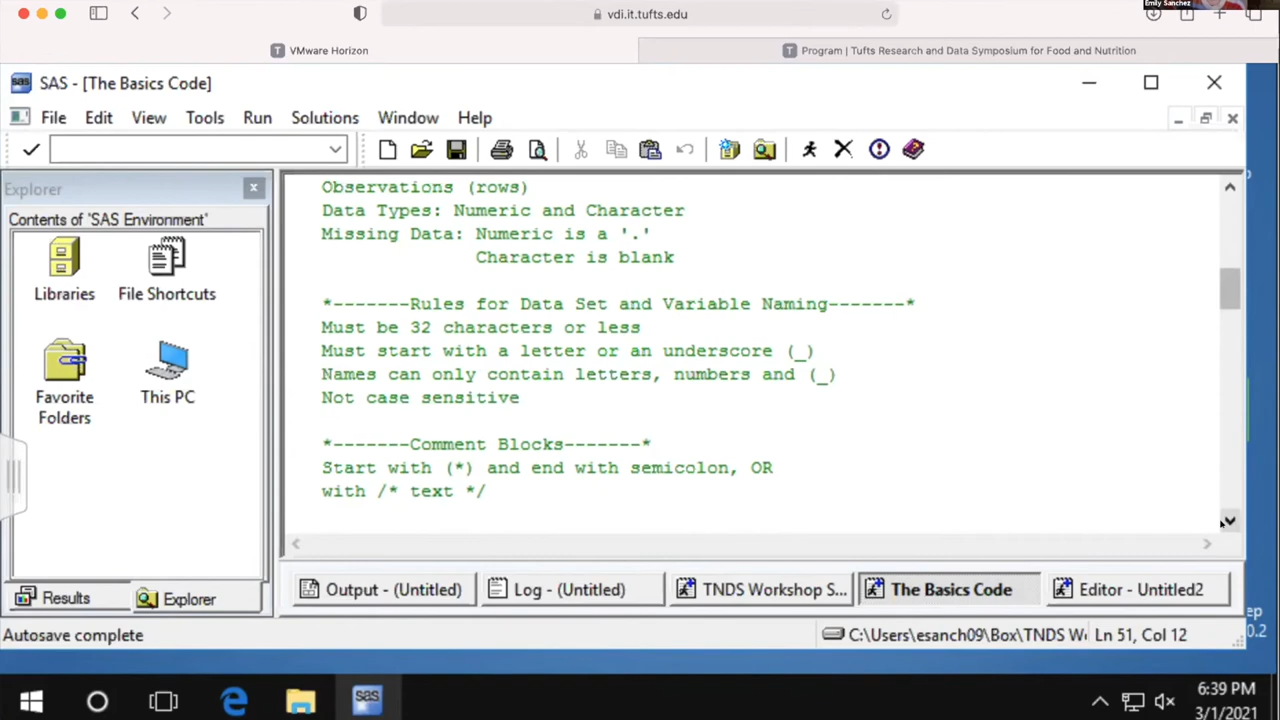 Emily Sanchez
vdi.it.tufts.edu
VMware Horizon
Program | Tufts Research and Data Symposium for Food and Nutrition
SAS - [The Basics Code]
File Edit View Tools Run Solutions Window Help
Explorer
Contents of 'SAS Environment'
Libraries
File Shortcuts
Favorite
Folders
This PC
Observations (rows)
Data Types: Numeric and Character
Missing Data: Numeric is a '.'
Character is blank
*-------Rules for Data Set and Variable Naming-------*
Must be 32 characters or less
Must start with a letter or an underscore (_)
Names can only contain letters, numbers and (_)
Not case sensitive
*-------Comment Blocks-------*
Start with (*) and end with semicolon, OR
with /* text */
Results
Explorer
Output - (Untitled)
Log - (Untitled)
TNDS Workshop S...
The Basics Code
Editor - Untitled2
Autosave complete
C:\Users\esanch09\Box\TNDS W
Ln 51, Col 12
ep
0.2
sas
6:39 PM
3/1/2021